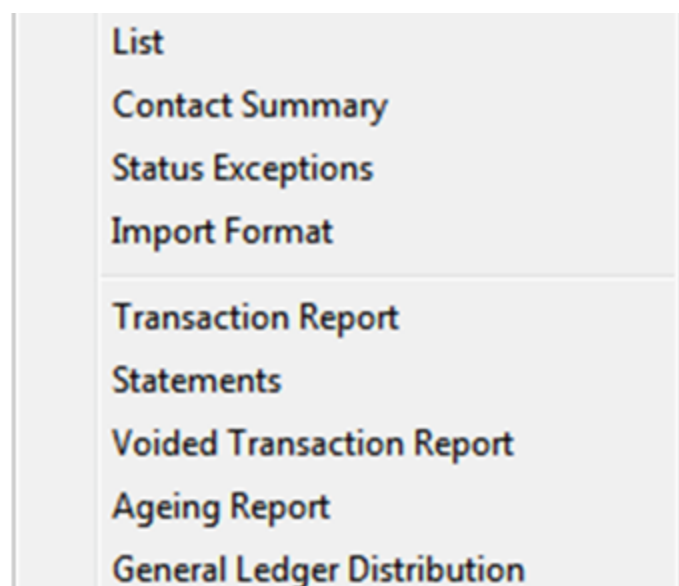 List
Contact Summary
Status Exceptions
Import Format
Transaction Report
Statements
Voided Transaction Report
Ageing Report
General Ledger Distribution